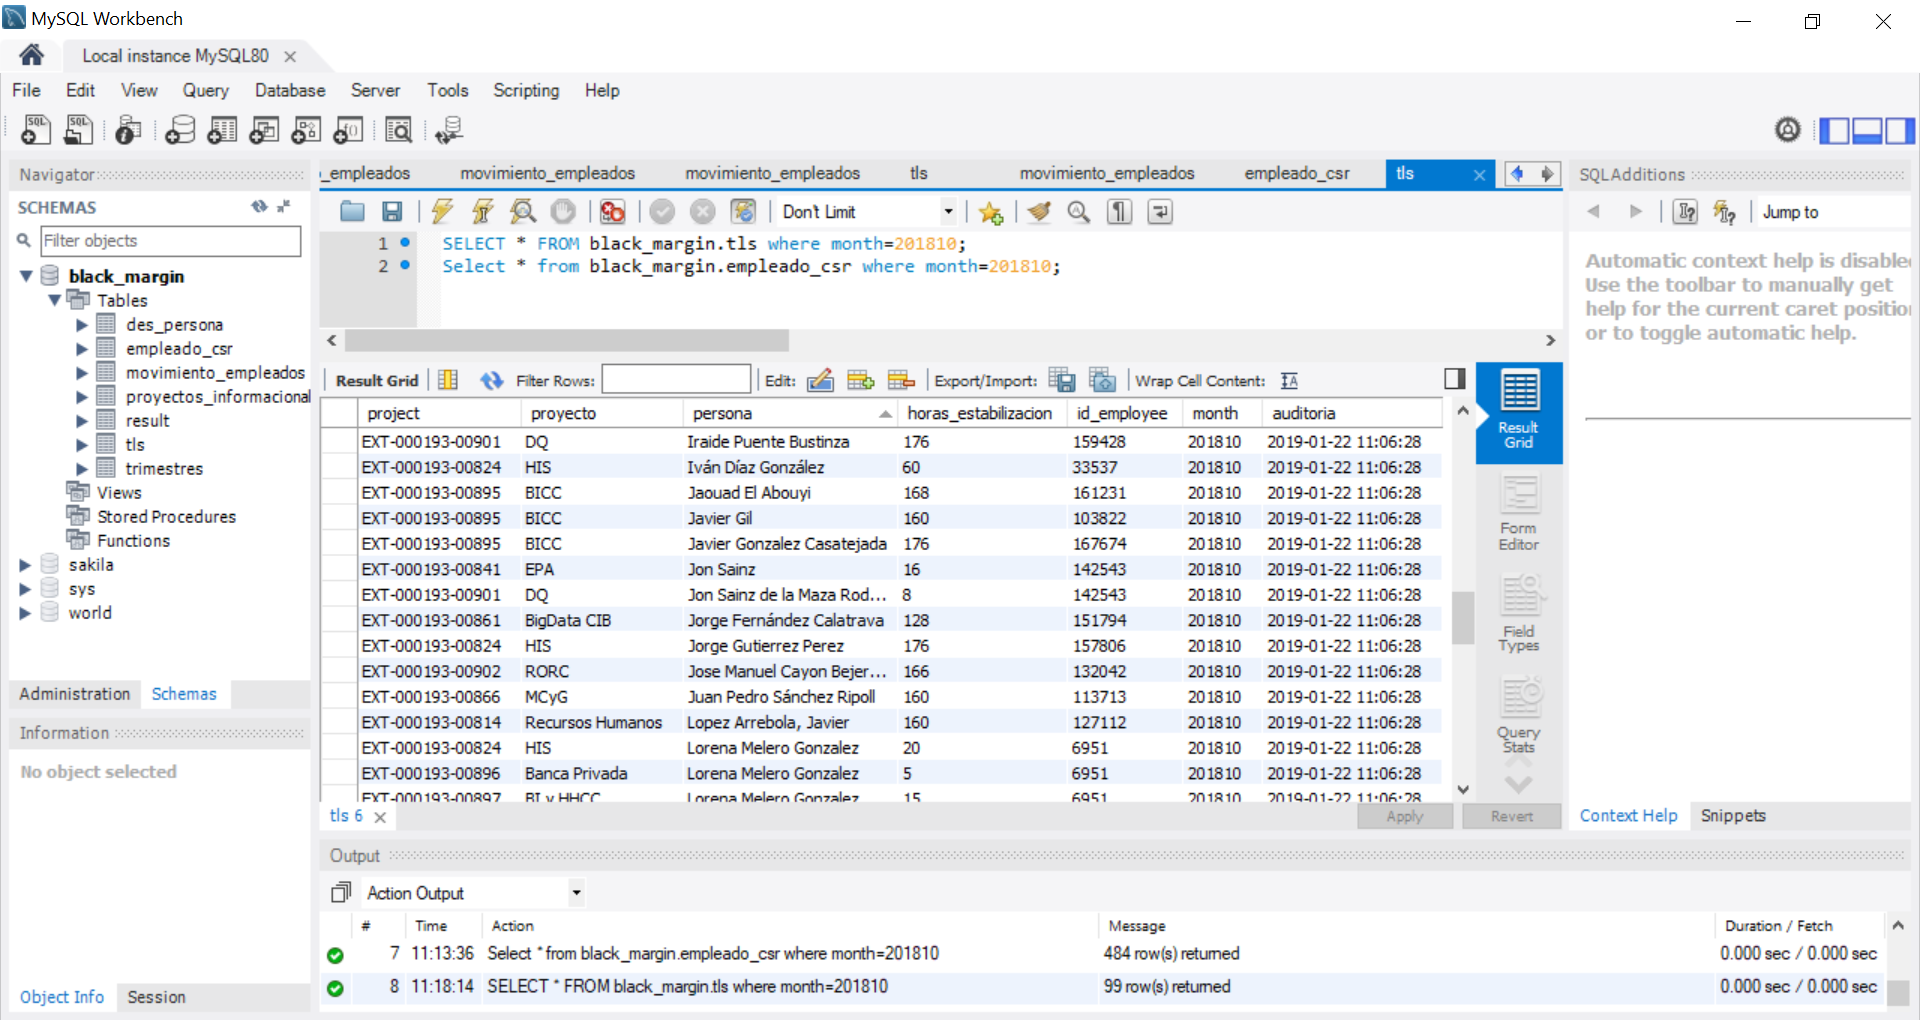 MySQL Workbench
Local instance MySQL80
File Edit View Query Database Server Tools Scripting Help
Navigator
SCHEMAS
Filter objects
black_margin
Tables
des_persona
empleado_csr
movimiento_empleados
proyectos_informacional
result
tls
trimestres
Views
Stored Procedures
Functions
sakila
sys
world
Administration Schemas
Information
No object selected
Object Info Session
_empleados movimiento_empleados movimiento_empleados tls movimiento_empleados empleado_csr tls
Don't Limit
1 SELECT * FROM black_margin.tls where month=201810;
2 Select * from black_margin.empleado_csr where month=201810;
Result Grid Filter Rows: Edit: Export/Import: Wrap Cell Content:
project proyecto persona horas_estabilizacion id_employee month auditoria
EXT-000193-00901 DQ Iraide Puente Bustinza 176 159428 201810 2019-01-22 11:06:28
EXT-000193-00824 HIS Iván Díaz González 60 33537 201810 2019-01-22 11:06:28
EXT-000193-00895 BICC Jaouad El Abouyi 168 161231 201810 2019-01-22 11:06:28
EXT-000193-00895 BICC Javier Gil 160 103822 201810 2019-01-22 11:06:28
EXT-000193-00895 BICC Javier Gonzalez Casatejada 176 167674 201810 2019-01-22 11:06:28
EXT-000193-00841 EPA Jon Sainz 16 142543 201810 2019-01-22 11:06:28
EXT-000193-00901 DQ Jon Sainz de la Maza Rod... 8 142543 201810 2019-01-22 11:06:28
EXT-000193-00861 BigData CIB Jorge Fernández Calatrava 128 151794 201810 2019-01-22 11:06:28
EXT-000193-00824 HIS Jorge Gutierrez Perez 176 157806 201810 2019-01-22 11:06:28
EXT-000193-00902 RORC Jose Manuel Cayon Bejer... 166 132042 201810 2019-01-22 11:06:28
EXT-000193-00866 MCyG Juan Pedro Sánchez Ripoll 160 113713 201810 2019-01-22 11:06:28
EXT-000193-00814 Recursos Humanos Lopez Arrebola, Javier 160 127112 201810 2019-01-22 11:06:28
EXT-000193-00824 HIS Lorena Melero Gonzalez 20 6951 201810 2019-01-22 11:06:28
EXT-000193-00896 Banca Privada Lorena Melero Gonzalez 5 6951 201810 2019-01-22 11:06:28
EXT-000193-00897 BI y HHCC Lorena Melero Gonzalez 15 6951 201810 2019-01-22 11:06:28
tls 6
Apply Revert
Result Grid
Form Editor
Field Types
Query Stats
SQLAdditions
Jump to
Automatic context help is disable
Use the toolbar to manually get
help for the current caret position
or to toggle automatic help.
Context Help Snippets
Output
Action Output
# Time Action Message Duration / Fetch
7 11:13:36 Select * from black_margin.empleado_csr where month=201810 484 row(s) returned 0.000 sec / 0.000 sec
8 11:18:14 SELECT * FROM black_margin.tls where month=201810 99 row(s) returned 0.000 sec / 0.000 sec